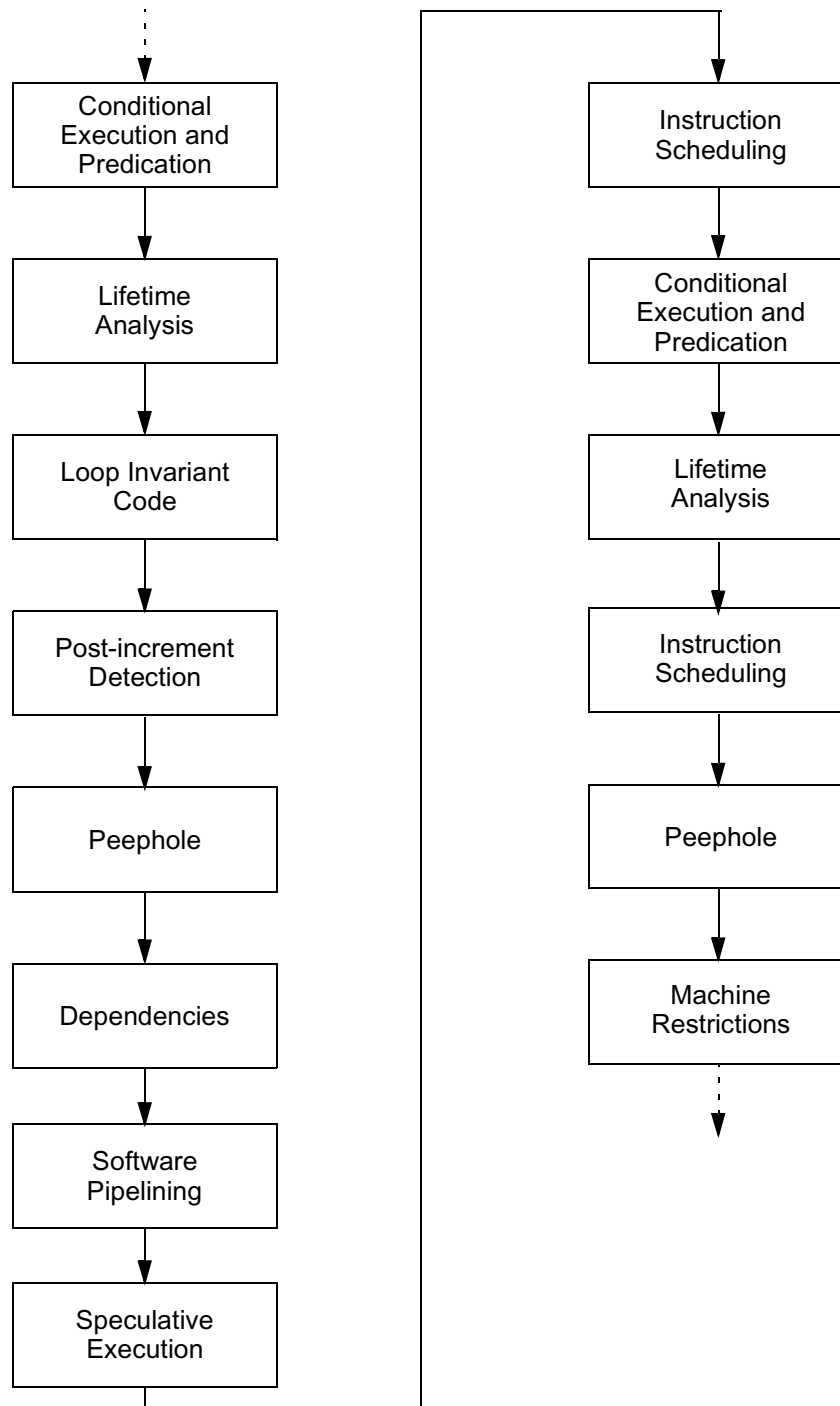 Conditional
Execution and
Predication
Lifetime
Analysis
Loop Invariant
Code
Post-increment
Detection
Peephole
Dependencies
Software
Pipelining
Speculative
Execution
Instruction
Scheduling
Conditional
Execution and
Predication
Lifetime
Analysis
Instruction
Scheduling
Peephole
Machine
Restrictions